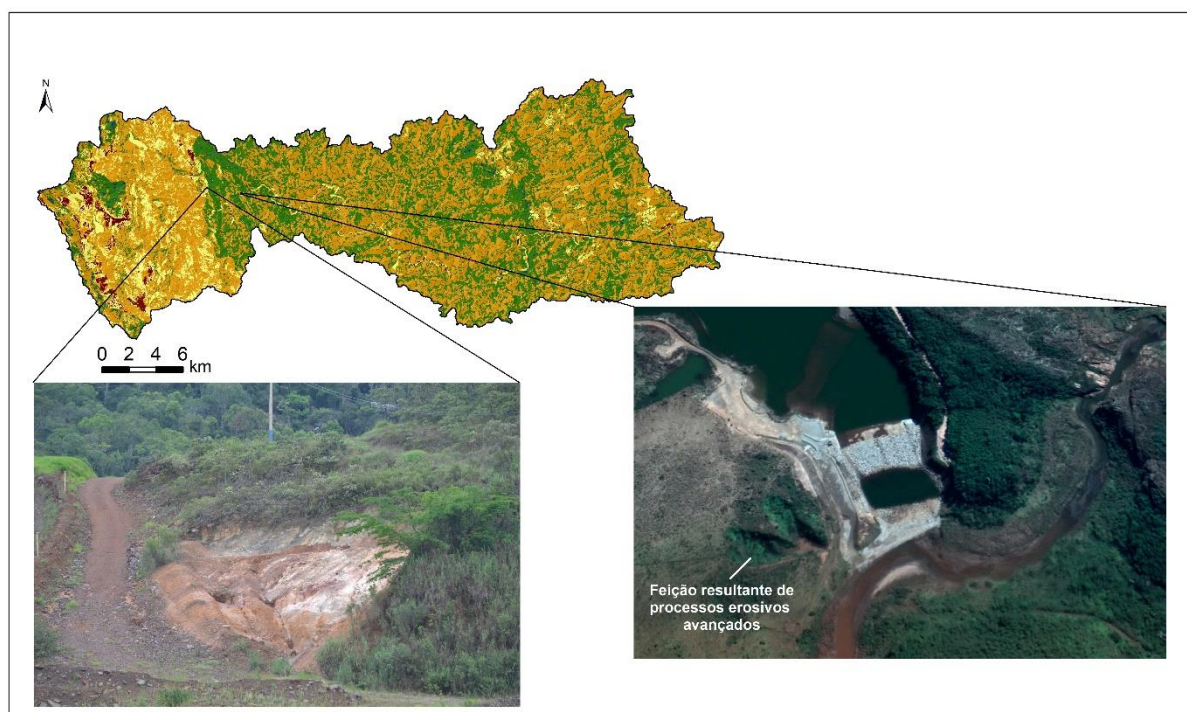 N
0 2 4 6
km
Feição resultante de
processos erosivos
avançados